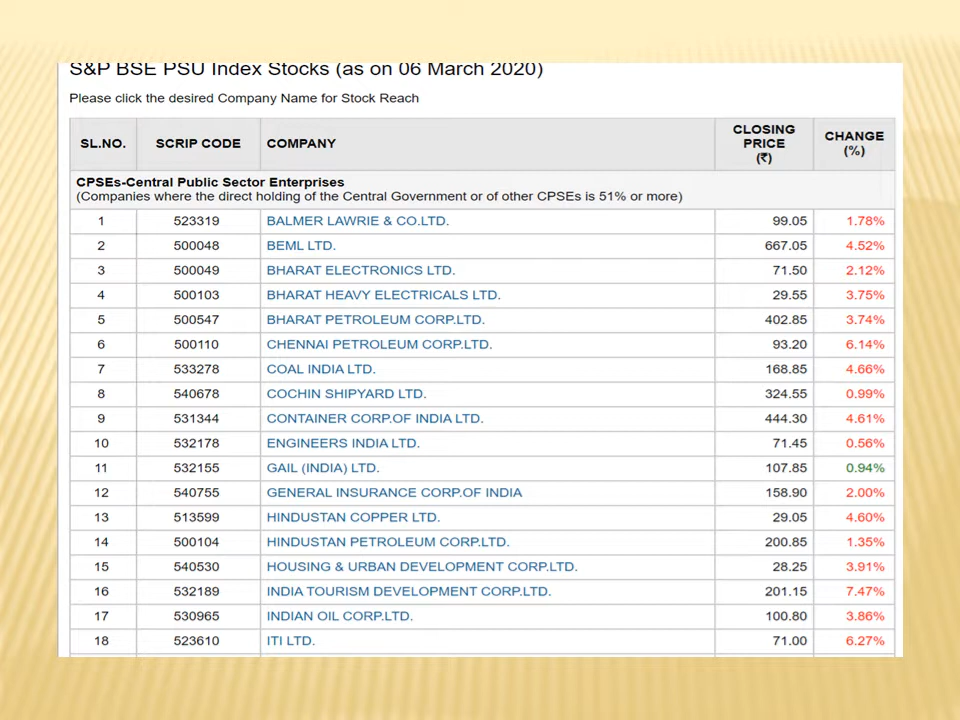 S&P BSE PSU Index Stocks (as on 06 March 2020)
Please click the desired Company Name for Stock Reach
SL.NO. SCRIP CODE COMPANY CLOSING PRICE (₹) CHANGE (%)
CPSEs-Central Public Sector Enterprises
(Companies where the direct holding of the Central Government or of other CPSEs is 51% or more)
1 523319 BALMER LAWRIE & CO.LTD. 99.05 1.78%
2 500048 BEML LTD. 667.05 4.52%
3 500049 BHARAT ELECTRONICS LTD. 71.50 2.12%
4 500103 BHARAT HEAVY ELECTRICALS LTD. 29.55 3.75%
5 500547 BHARAT PETROLEUM CORP.LTD. 402.85 3.74%
6 500110 CHENNAI PETROLEUM CORP.LTD. 93.20 6.14%
7 533278 COAL INDIA LTD. 168.85 4.66%
8 540678 COCHIN SHIPYARD LTD. 324.55 0.99%
9 531344 CONTAINER CORP.OF INDIA LTD. 444.30 4.61%
10 532178 ENGINEERS INDIA LTD. 71.45 0.56%
11 532155 GAIL (INDIA) LTD. 107.85 0.94%
12 540755 GENERAL INSURANCE CORP.OF INDIA 158.90 2.00%
13 513599 HINDUSTAN COPPER LTD. 29.05 4.60%
14 500104 HINDUSTAN PETROLEUM CORP.LTD. 200.85 1.35%
15 540530 HOUSING & URBAN DEVELOPMENT CORP.LTD. 28.25 3.91%
16 532189 INDIA TOURISM DEVELOPMENT CORP.LTD. 201.15 7.47%
17 530965 INDIAN OIL CORP.LTD. 100.80 3.86%
18 523610 ITI LTD. 71.00 6.27%